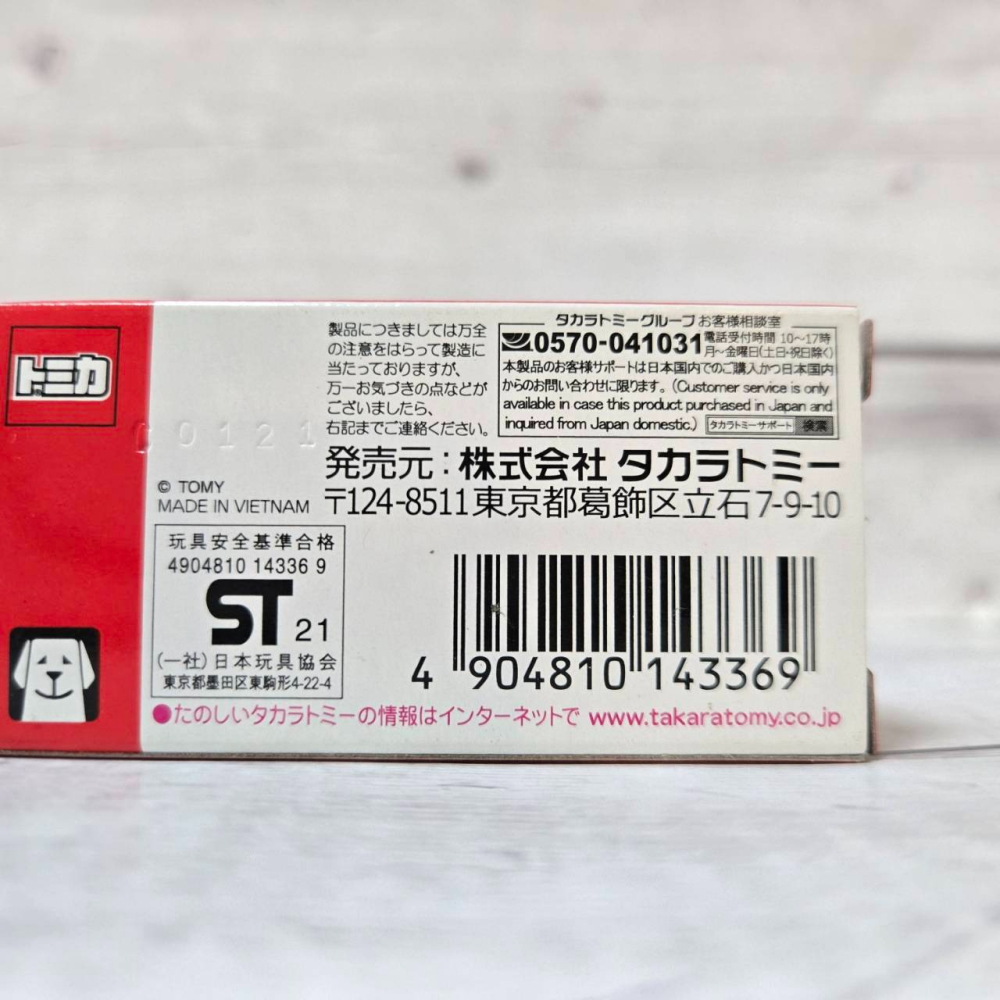 トミカ
製品につきましては万全
の注意をはらって製造に
当たっておりますが、
万一お気づきの点などが
ございましたら、
右記までご連絡ください。
タカラトミーグループ お客様相談室
0570-041031 電話受付時間 10～17時
月～金曜日(土日・祝日除く)
本製品のお客様サポートは日本国内でのご購入かつ日本国内
からのお問い合わせに限ります。(Customer service is only
available in case this product purchased in Japan and
inquired from Japan domestic.) タカラトミーサポート 検索
発売元：株式会社 タカラトミー
〒124-8511 東京都葛飾区立石7-9-10
© TOMY
MADE IN VIETNAM
玩具安全基準合格
4904810 14336 9
ST 21
(一社)日本玩具協会
東京都墨田区東駒形4-22-4
4 904810 143369
●たのしいタカラトミーの情報はインターネットで www.takaratomy.co.jp